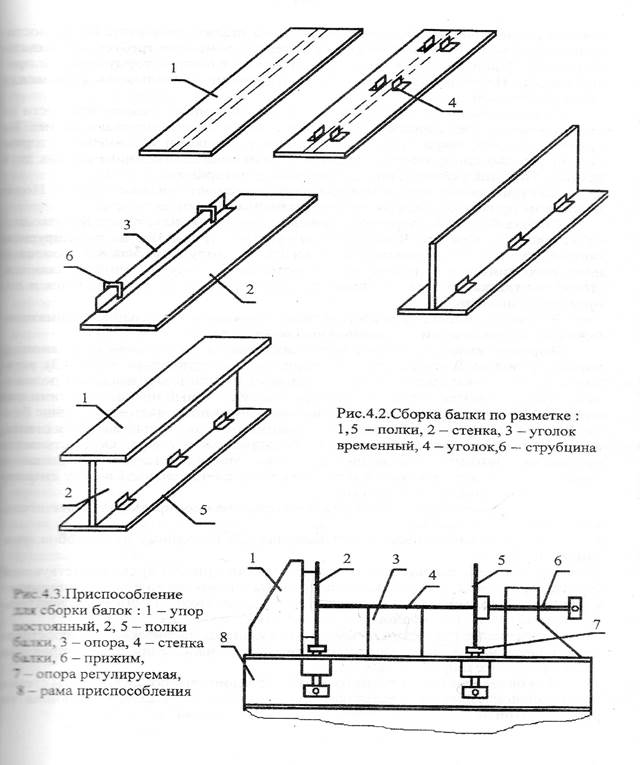 1
4
3
6
2
1
2
5
Рис.4.2.Сборка балки по разметке :
1,5 – полки, 2 – стенка, 3 – уголок
временный, 4 – уголок,6 – струбцина
1
2
3
4
5
6
7
8
Рис.4.3.Приспособление
для сборки балок : 1 – упор
постоянный, 2, 5 – полки
балки, 3 – опора, 4 – стенка
балки, 6 – прижим,
7 – опора регулируемая,
8 – рама приспособления